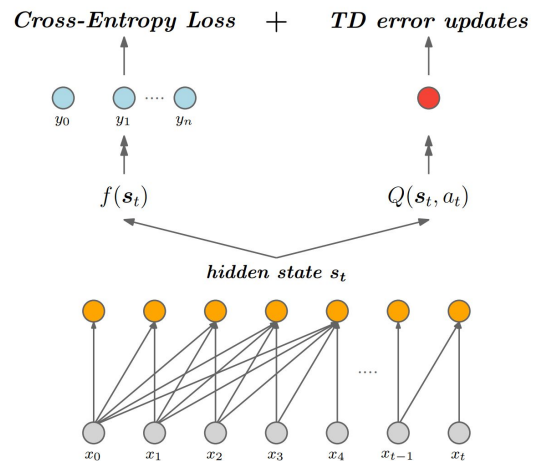 Cross-Entropy Loss + TD error updates
....
y₀ y₁ yₙ
f(sₜ) Q(sₜ, aₜ)
hidden state sₜ
....
x₀ x₁ x₂ x₃ x₄ xₜ₋₁ xₜ